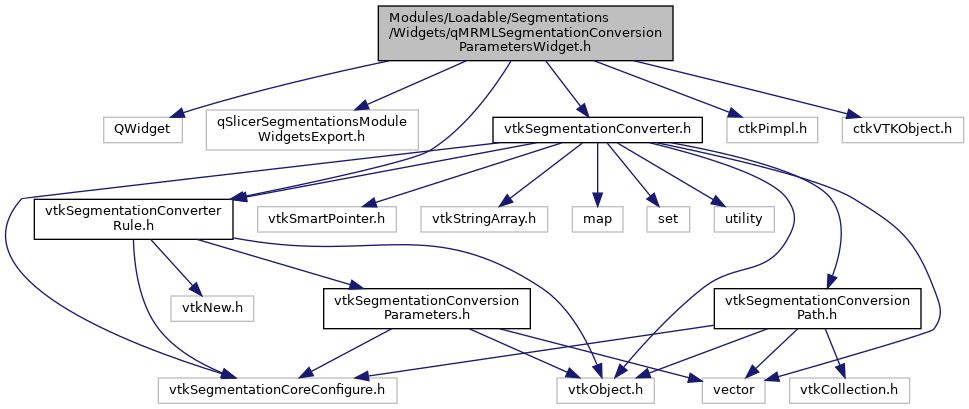 Modules/Loadable/Segmentations
/Widgets/qMRMLSegmentationConversion
ParametersWidget.h
QWidget
qSlicerSegmentationsModule
WidgetsExport.h
vtkSegmentationConverter.h
ctkPimpl.h
ctkVTKObject.h
vtkSegmentationConverter
Rule.h
vtkSmartPointer.h
vtkStringArray.h
map
set
utility
vtkNew.h
vtkSegmentationConversion
Parameters.h
vtkSegmentationConversion
Path.h
vtkSegmentationCoreConfigure.h
vtkObject.h
vector
vtkCollection.h